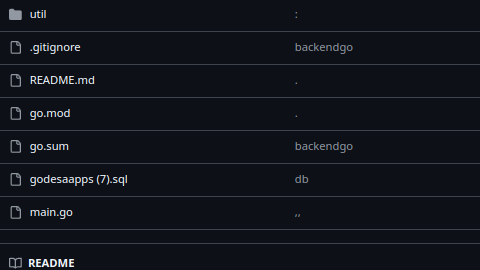 util :
.gitignore backendgo
README.md .
go.mod .
go.sum backendgo
godesaapps (7).sql db
main.go ,,
README